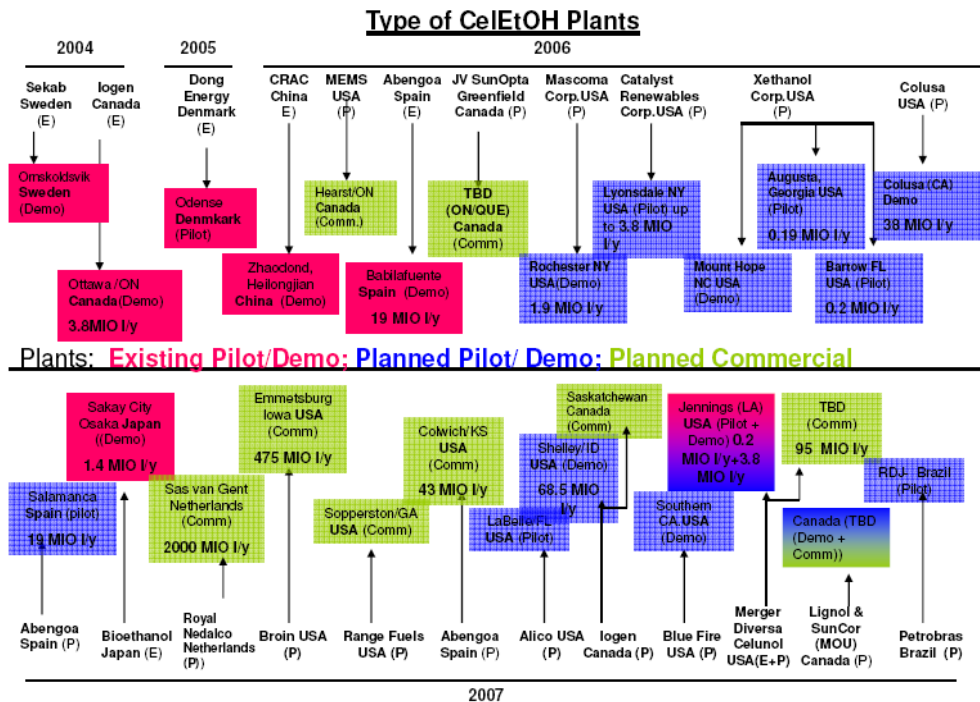 Type of CelEtOH Plants
2004
2005
2006
Sekab
Sweden
(E)
Iogen
Canada
(E)
Dong
Energy
Denmark
(E)
CRAC
China
E)
MEMS
USA
(P)
Abengoa
Spain
(E)
JV SunOpta
Greenfield
Canada (P)
Mascoma
Corp.USA
(P)
Catalyst
Renewables
Corp.USA (P)
Xethanol
Corp.USA
(P)
Colusa
USA (P)
Ornskoldsvik
Sweden
(Demo)
Ottawa /ON
Canada(Demo)
3.8MIO l/y
Odense
Denmkark
(Pilot)
Zhaodond,
Heilongjian
China (Demo)
Hearst/ON
Canada
(Comm.)
Babilafuente
Spain (Demo)
19 MIO l/y
TBD
(ON/QUE)
Canada
(Comm)
Rochester NY
USA(Demo)
1.9 MIO l/y
Lyonsdale NY
USA (Pilot) up
to 3.8 MIO
l/y
Mount Hope
NC USA
(Demo)
Augusta,
Georgia USA
(Pilot)
0.19 MIO l/y
Barrow FL
USA (Pilot)
0.2 MIO l/y
Colusa (CA)
Demo
38 MIO l/y
Plants: Existing Pilot/Demo; Planned Pilot/ Demo; Planned Commercial
Salamanca
Spain (pilot)
19 MIO l/y
Sakay City
Osaka Japan
((Demo)
1.4 MIO l/y
Sas van Gent
Netherlands
(Comm)
2000 MIO l/y
Emmetsburg
Iowa USA
(Comm)
475 MIO l/y
Sopperston/GA
USA (Comm)
Colwich/KS
USA
(Comm)
43 MIO l/y
LaBelle/FL
USA (Pilot)
Shelley/ID
USA (Demo)
68.5 MIO
l/y
Saskatchewan
Canada
(Comm)
Southern
CA.USA
(Demo)
Jennings (LA)
USA (Pilot +
Demo) 0.2
MIO l/y+3.8
MIO l/y
TBD
(Comm)
95 MIO l/y
Canada (TBD
(Demo +
Comm))
RDJ- Brazil
(Pilot)
Abengoa
Spain (P)
Bioethanol
Japan (E)
Royal
Nedalco
Netherlands
(P))
Broin USA
(P)
Range Fuels
USA (P)
Abengoa
Spain (P)
Alico USA
(P)
Iogen
Canada (P)
Blue Fire
USA (P)
Merger
Diversa
Celunol
USA(E+P)
Lignol &
SunCor
(MOU)
Canada (P)
Petrobras
Brazil (P)
2007